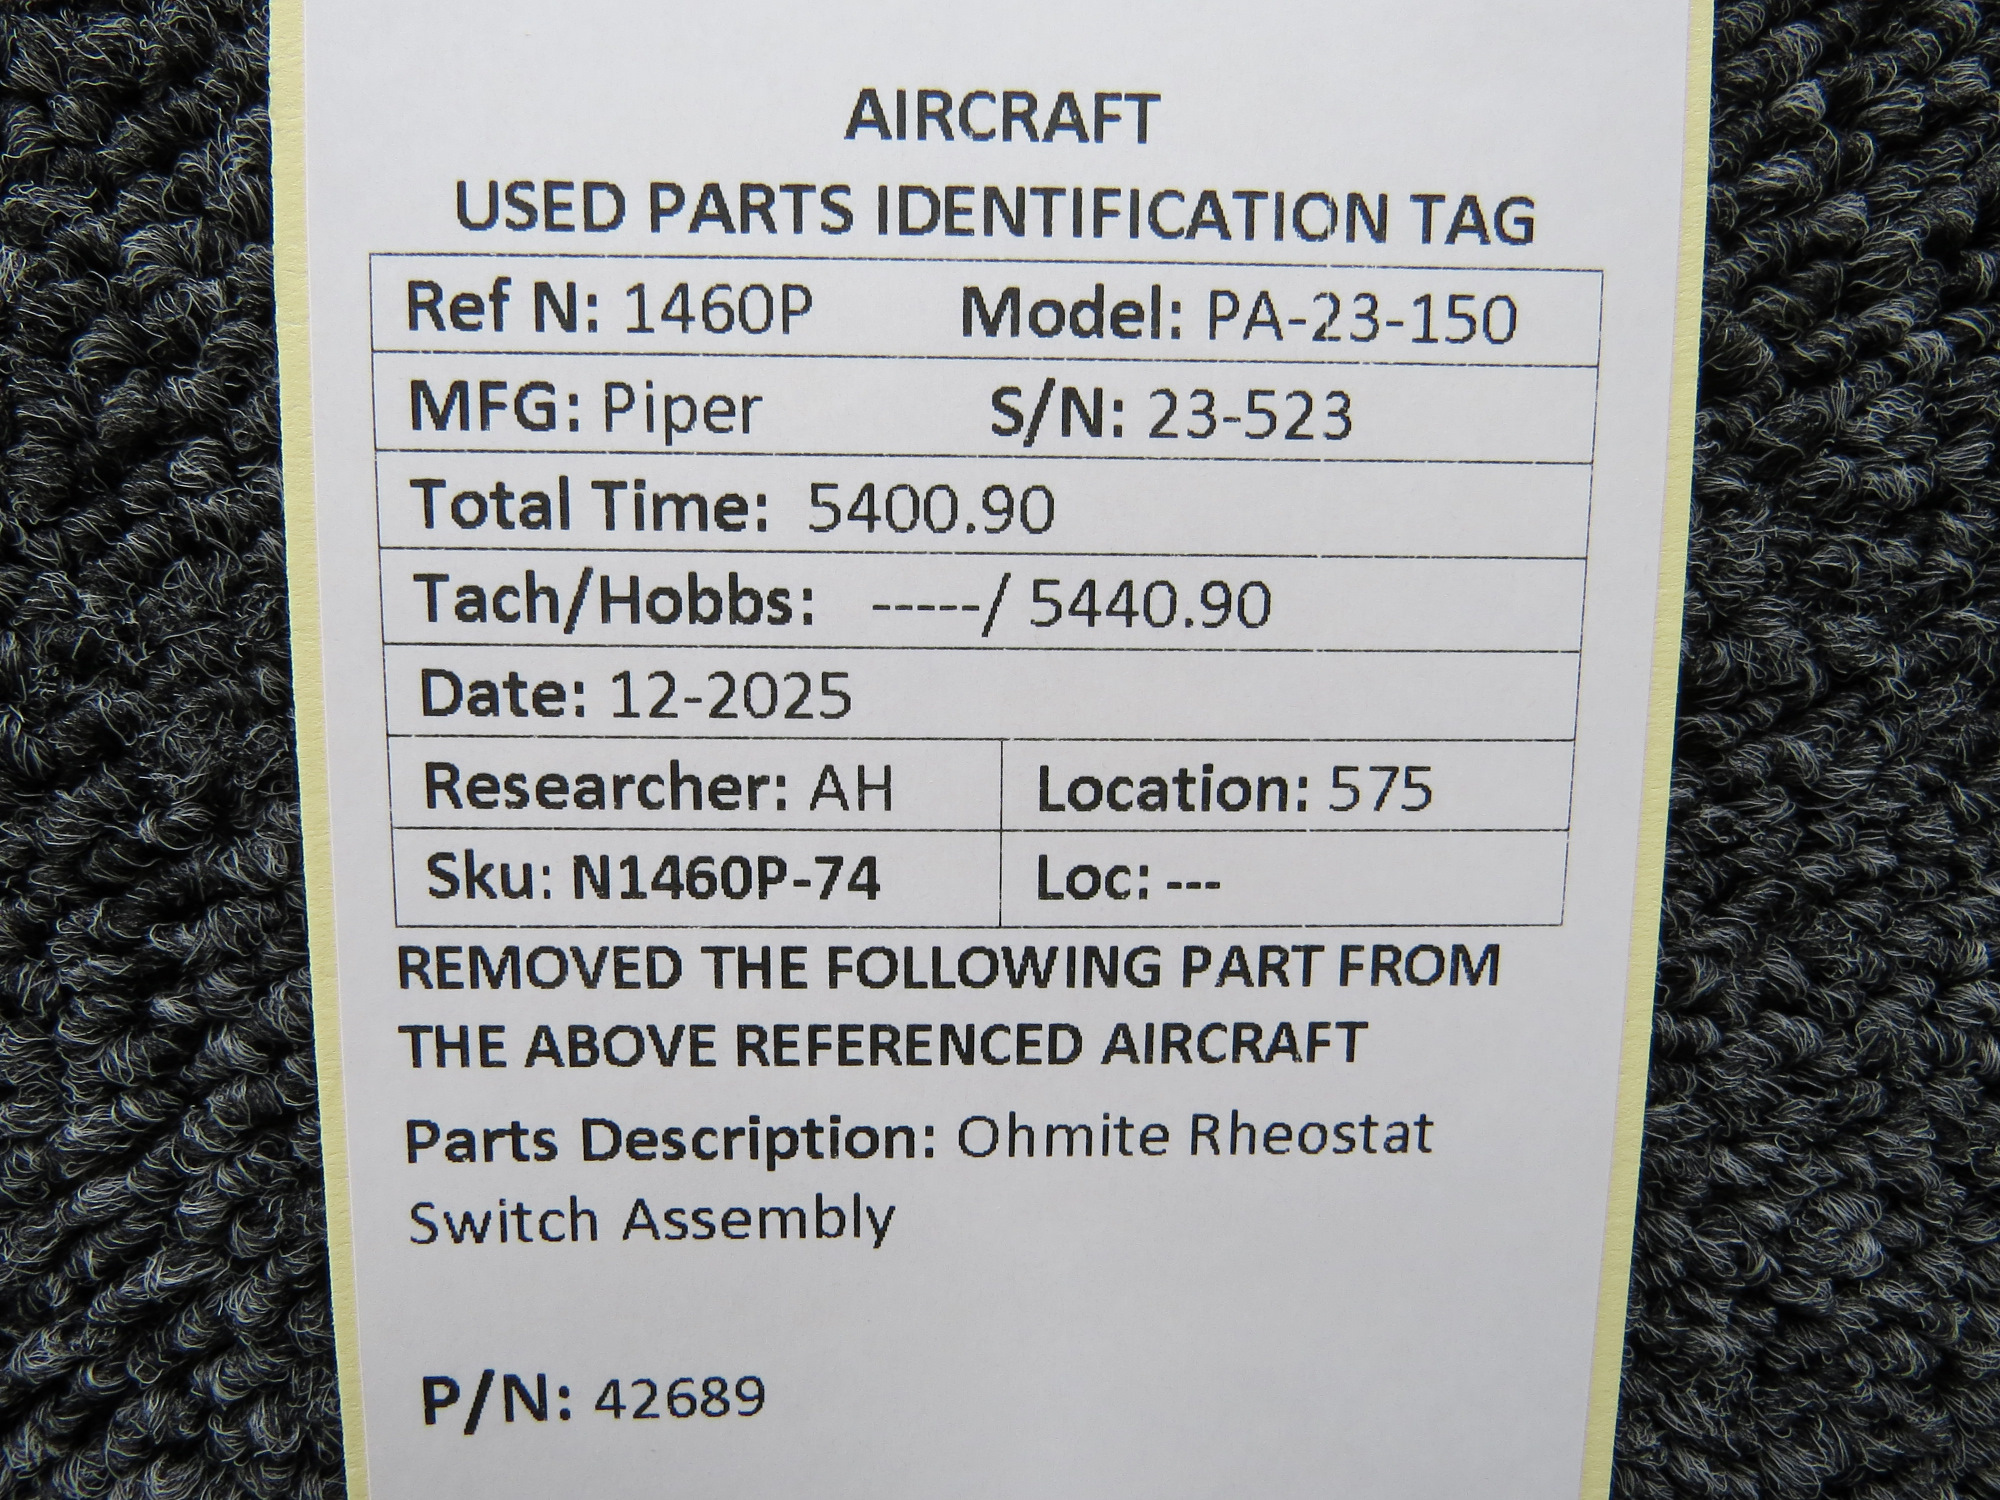 AIRCRAFT
USED PARTS IDENTIFICATION TAG
Ref N: 1460P Model: PA-23-150
MFG: Piper S/N: 23-523
Total Time: 5400.90
Tach/Hobbs: -----/ 5440.90
Date: 12-2025
Researcher: AH Location: 575
Sku: N1460P-74 Loc: ---
REMOVED THE FOLLOWING PART FROM
THE ABOVE REFERENCED AIRCRAFT
Parts Description: Ohmite Rheostat
Switch Assembly
P/N: 42689